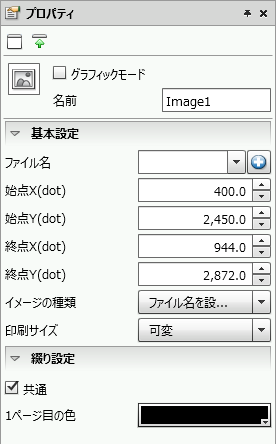 プロパティ
グラフィックモード
名前 Image1
基本設定
ファイル名
始点X(dot) 400.0
始点Y(dot) 2,450.0
終点X(dot) 944.0
終点Y(dot) 2,872.0
イメージの種類 ファイル名を設...
印刷サイズ 可変
綴り設定
共通
1ページ目の色